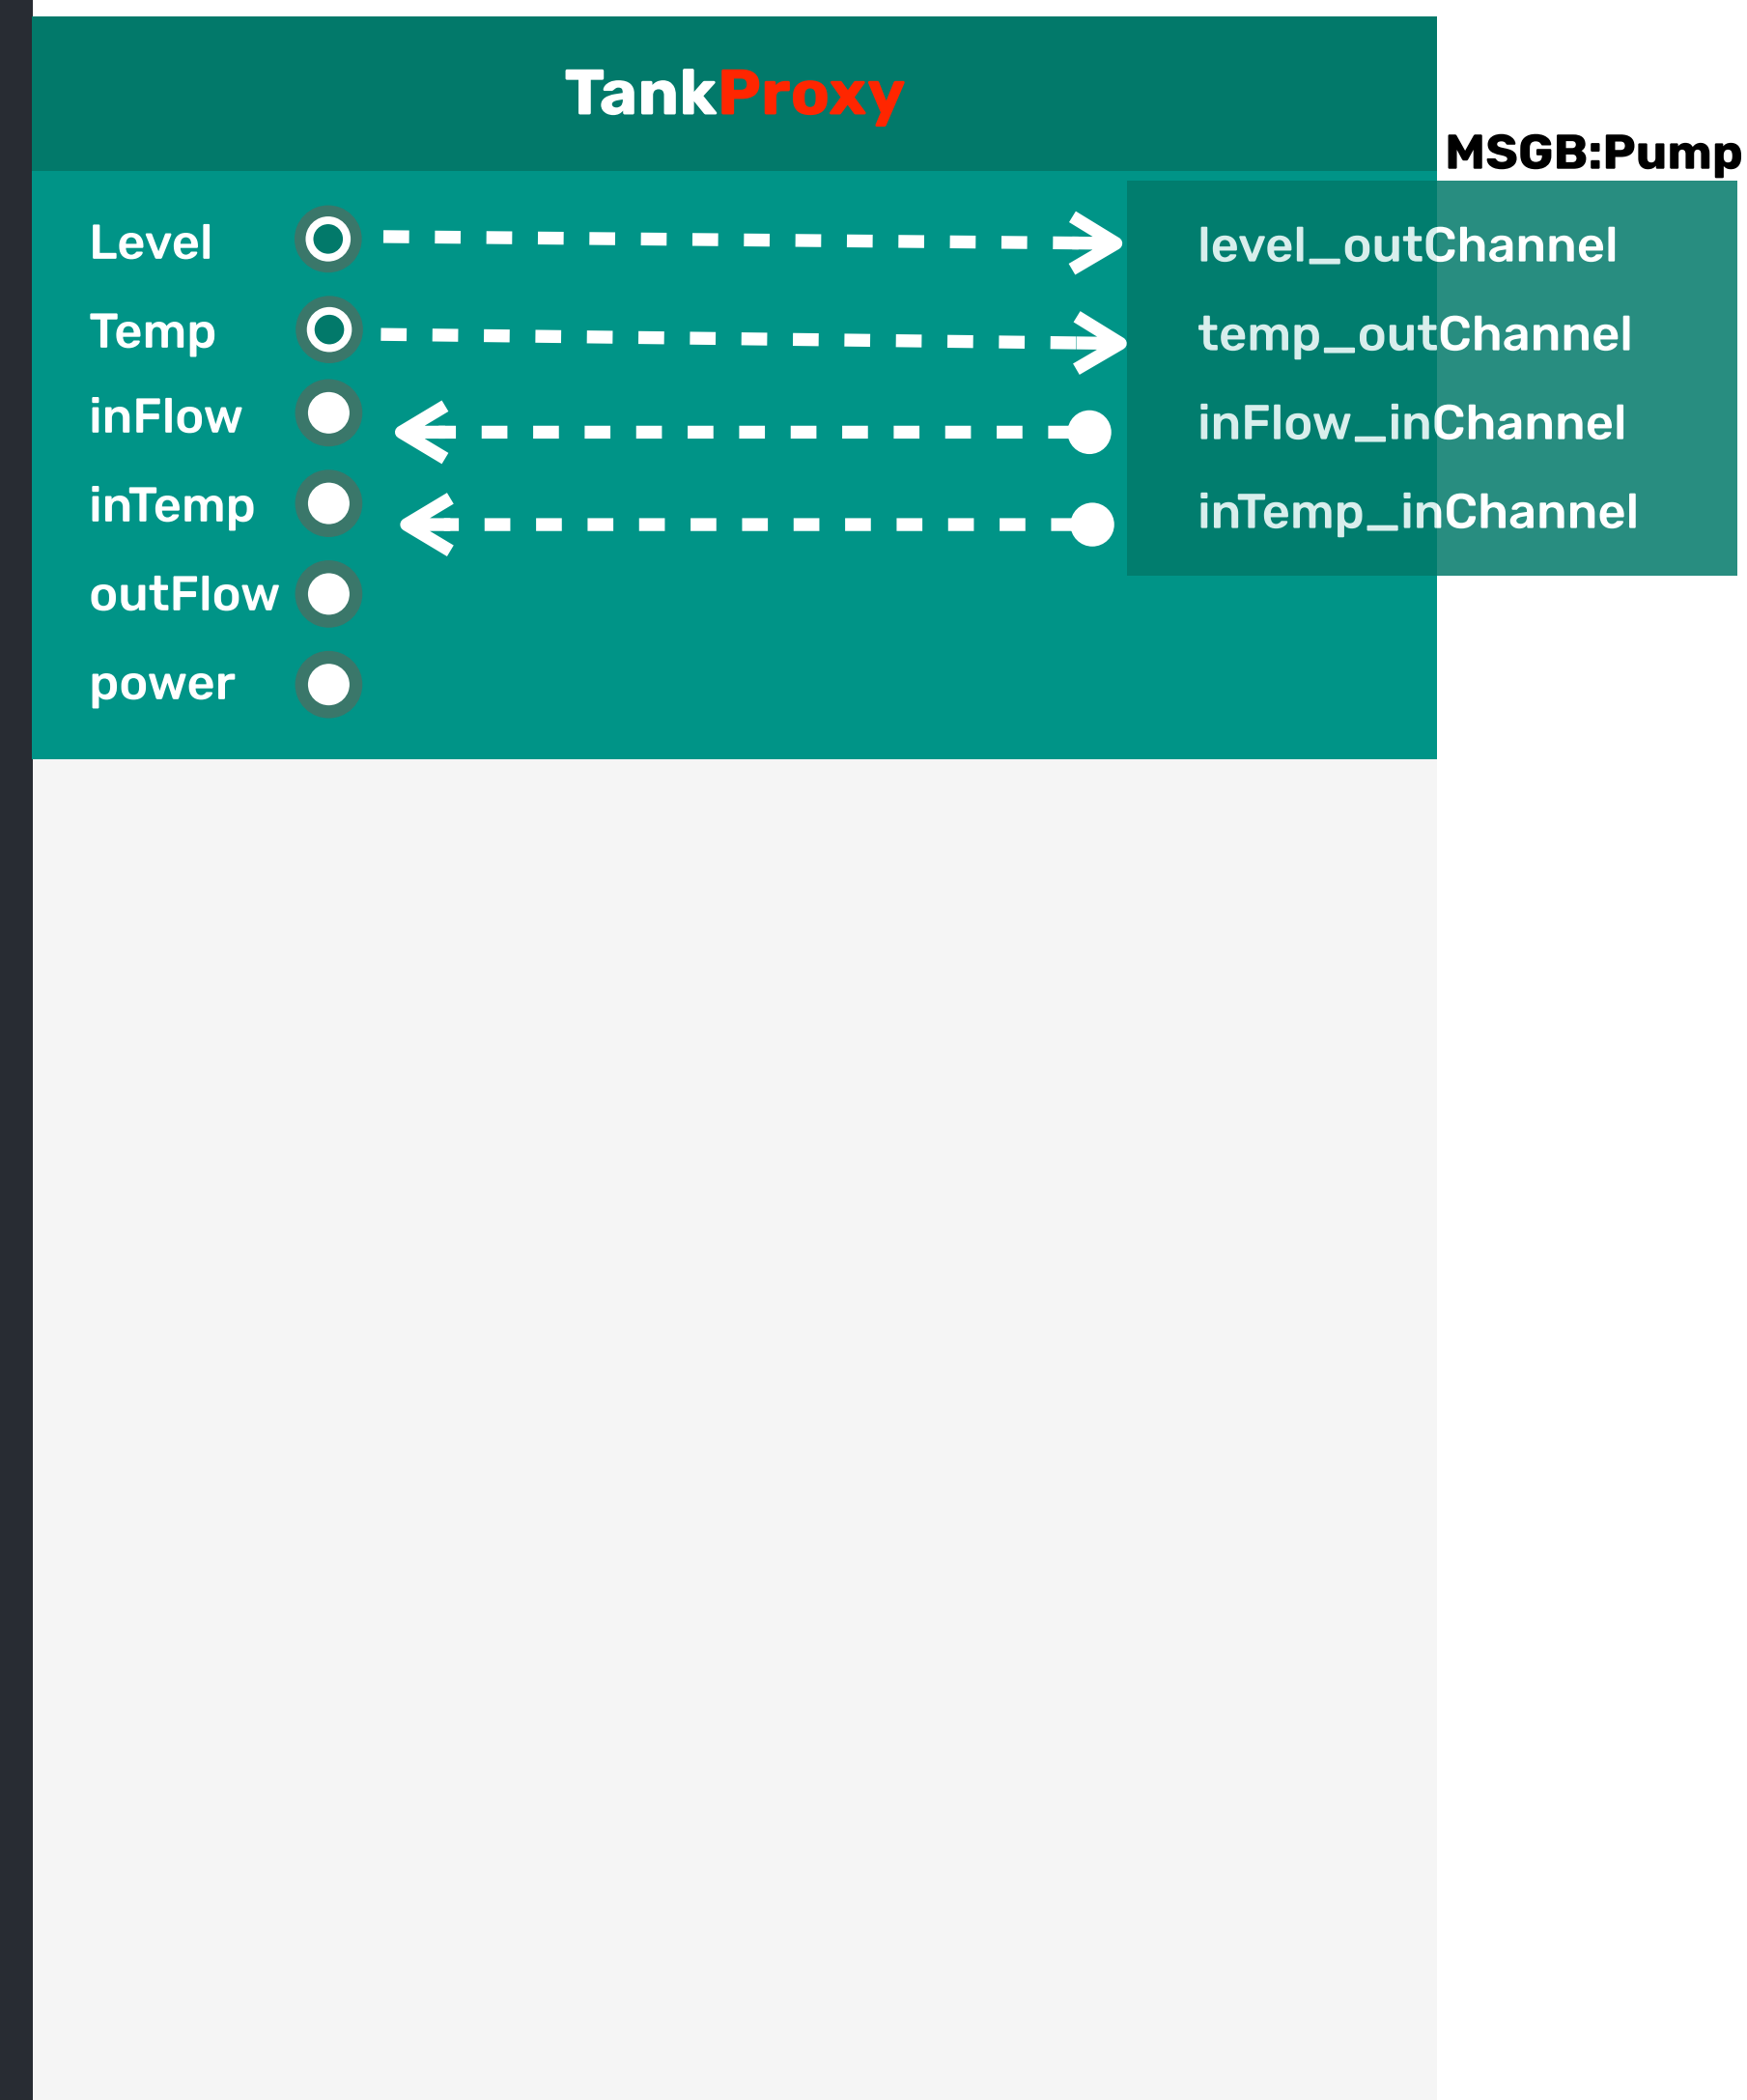 TankProxy
MSGB:Pump
Level
level_outChannel
Temp
temp_outChannel
inFlow
inFlow_inChannel
inTemp
inTemp_inChannel
outFlow
power